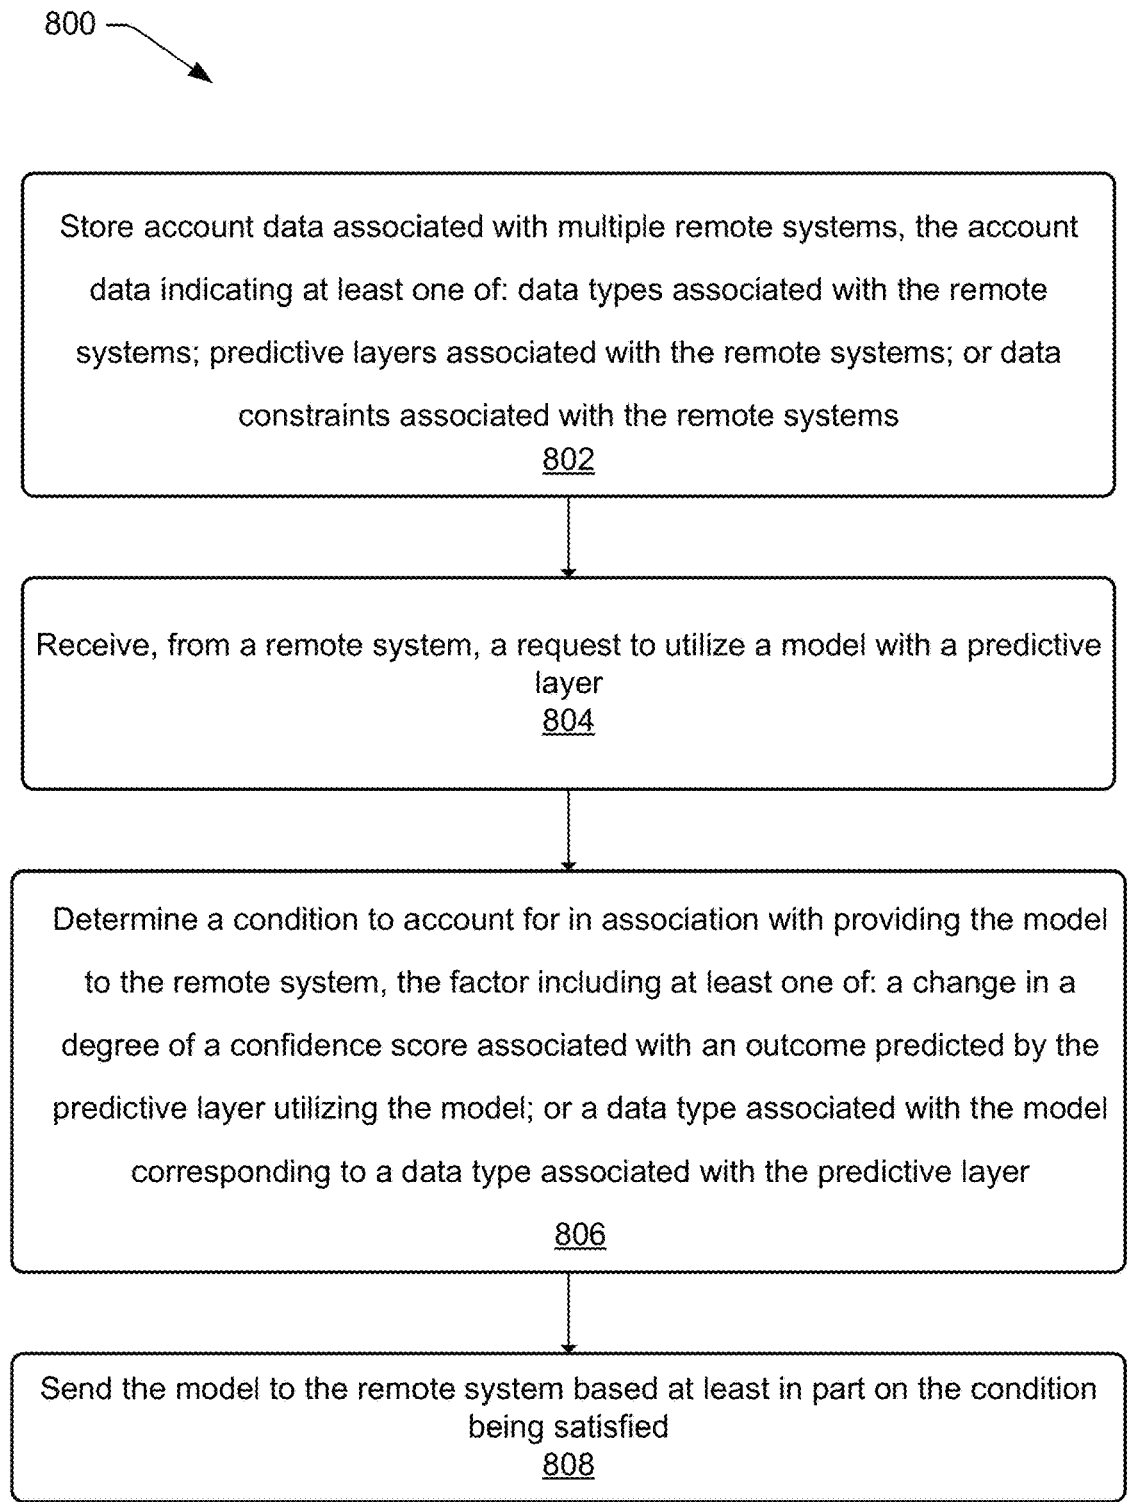 800
Store account data associated with multiple remote systems, the account
data indicating at least one of: data types associated with the remote
systems; predictive layers associated with the remote systems; or data
constraints associated with the remote systems
802
Receive, from a remote system, a request to utilize a model with a predictive
layer
804
Determine a condition to account for in association with providing the model
to the remote system, the factor including at least one of: a change in a
degree of a confidence score associated with an outcome predicted by the
predictive layer utilizing the model; or a data type associated with the model
corresponding to a data type associated with the predictive layer
806
Send the model to the remote system based at least in part on the condition
being satisfied
808